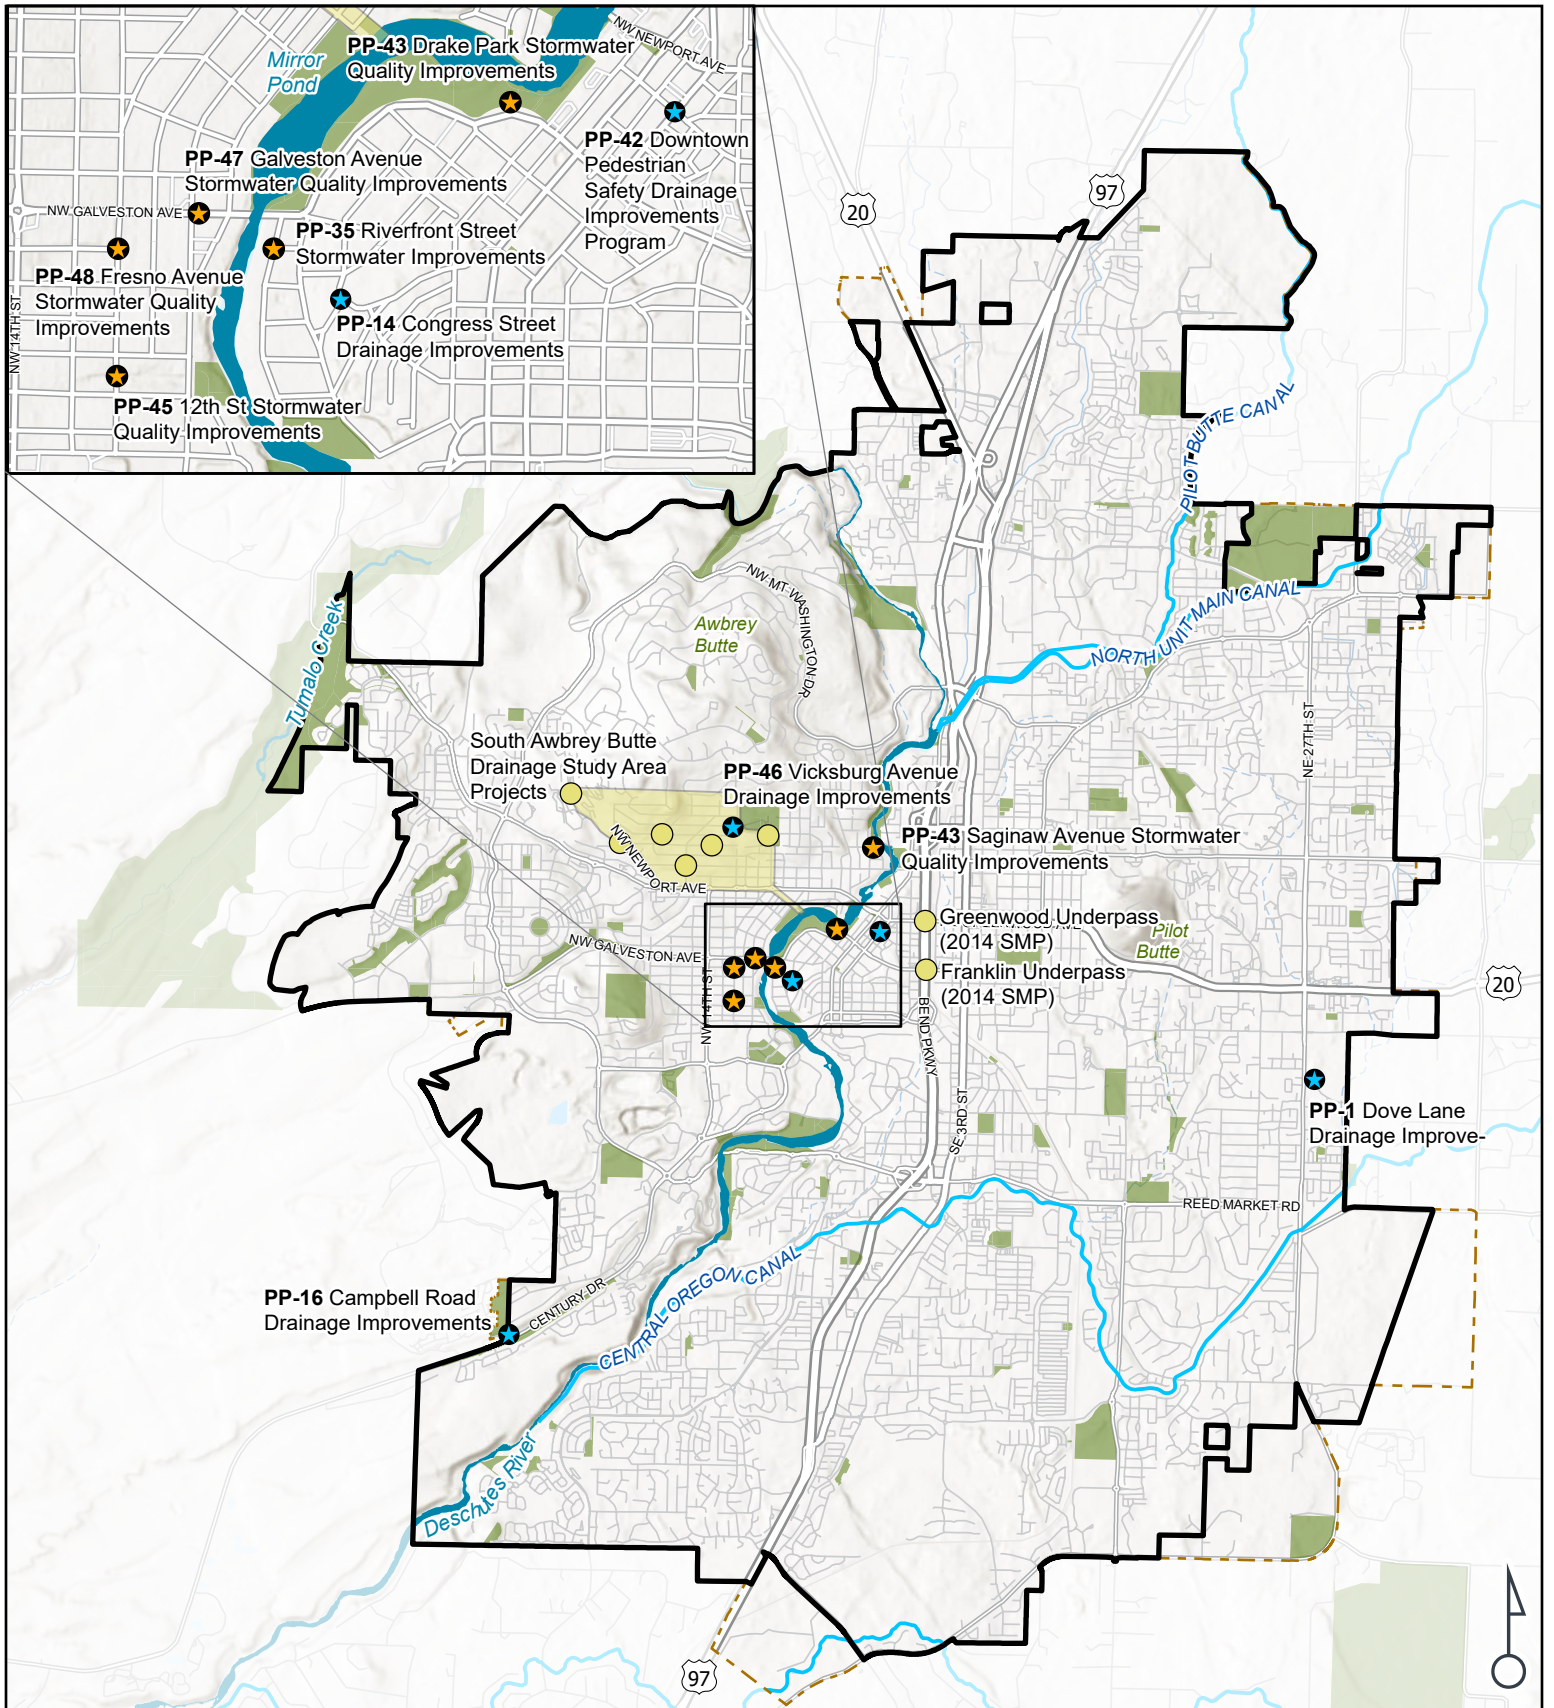 NW NEWPORT AVE
Mirror
Pond
PP-43 Drake Park Stormwater
Quality Improvements
PP-42 Downtown
Pedestrian
Safety Drainage
Improvements
Program
PP-47 Galveston Avenue
Stormwater Quality Improvements
NW GALVESTON AVE
PP-35 Riverfront Street
Stormwater Improvements
PP-48 Fresno Avenue
Stormwater Quality
Improvements
NW 14TH ST
PP-14 Congress Street
Drainage Improvements
PP-45 12th St Stormwater
Quality Improvements
20
97
PILOT BUTTE CANAL
NORTH UNIT MAIN CANAL
NW MT WASHINGTON DR
Awbrey
Butte
Tumalo Creek
NE 27TH ST
South Awbrey Butte
Drainage Study Area
Projects
PP-46 Vicksburg Avenue
Drainage Improvements
NW NEWPORT AVE
PP-43 Saginaw Avenue Stormwater
Quality Improvements
Greenwood Underpass
(2014 SMP)
Pilot
Butte
Franklin Underpass
(2014 SMP)
NW GALVESTON AVE
NW 14TH ST
BEND PKWY
SE 3RD ST
20
PP-1 Dove Lane
Drainage Improve-
REED MARKET RD
PP-16 Campbell Road
Drainage Improvements
CENTURY DR
CENTRAL OREGON CANAL
Deschutes River
97